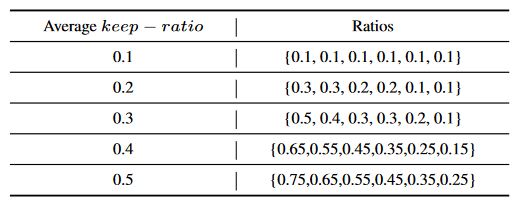 Average keep − ratio | Ratios
0.1 | {0.1, 0.1, 0.1, 0.1, 0.1, 0.1}
0.2 | {0.3, 0.3, 0.2, 0.2, 0.1, 0.1}
0.3 | {0.5, 0.4, 0.3, 0.3, 0.2, 0.1}
0.4 | {0.65,0.55,0.45,0.35,0.25,0.15}
0.5 | {0.75,0.65,0.55,0.45,0.35,0.25}